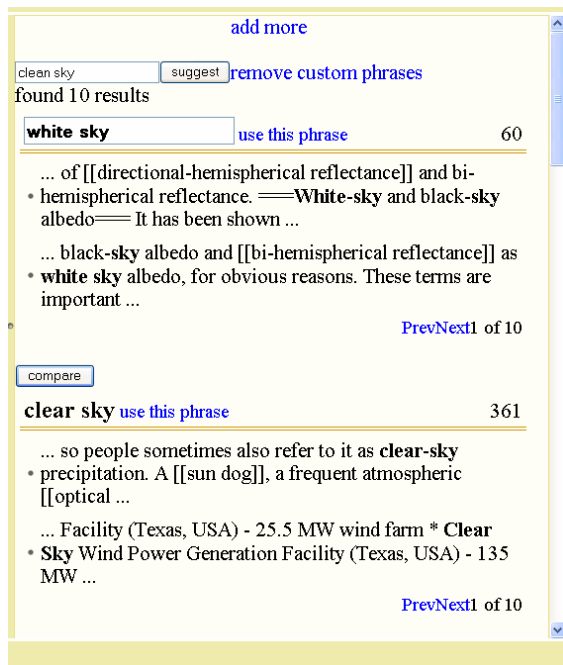 add more
clean sky suggest remove custom phrases
found 10 results
white sky use this phrase 60
... of [[directional-hemispherical reflectance]] and bi-
• hemispherical reflectance. ═══White-sky and black-sky
albedo═══ It has been shown ...
... black-sky albedo and [[bi-hemispherical reflectance]] as
• white sky albedo, for obvious reasons. These terms are
important ...
PrevNext1 of 10
compare
clear sky use this phrase 361
... so people sometimes also refer to it as clear-sky
• precipitation. A [[sun dog]], a frequent atmospheric
[[optical ...
... Facility (Texas, USA) - 25.5 MW wind farm * Clear
• Sky Wind Power Generation Facility (Texas, USA) - 135
MW ...
PrevNext1 of 10